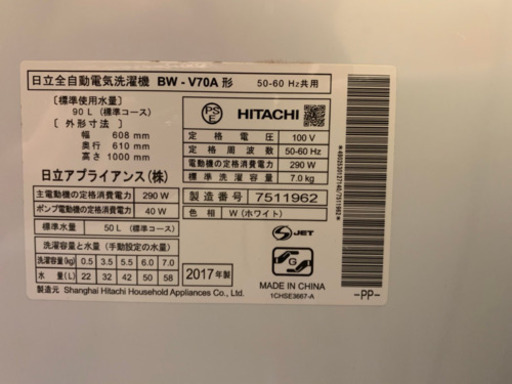 日立全自動電気洗濯機 BW-V70A 形 50-60 Hz共用
[標準使用水量]
90L (標準コース)
[外形寸法]
幅 608 mm
奥行 610 mm
高さ 1000 mm
日立アプライアンス(株)
主電動機の定格消費電力 290 W
ポンプ電動機の定格消費電力 40 W
標準水量 50L (標準コース)
洗濯容量と水量 (手動設定の水量)
洗濯容量(kg) 0.5 3.5 5.5 6.0 7.0
水 量(L) 22 32 42 50 58
製造元 Shanghai Hitachi Household Appliances Co., Ltd.
2017年製
PS
E
HITACHI
定格電圧 100 V
定格周波数 50-60 Hz
電動機の定格消費電力 290 W
標準洗濯容量 7.0kg
製造番号 7511962
色相 W (ホワイト)
S JET
G
MADE IN CHINA
1CHSE3667-A
-PP-